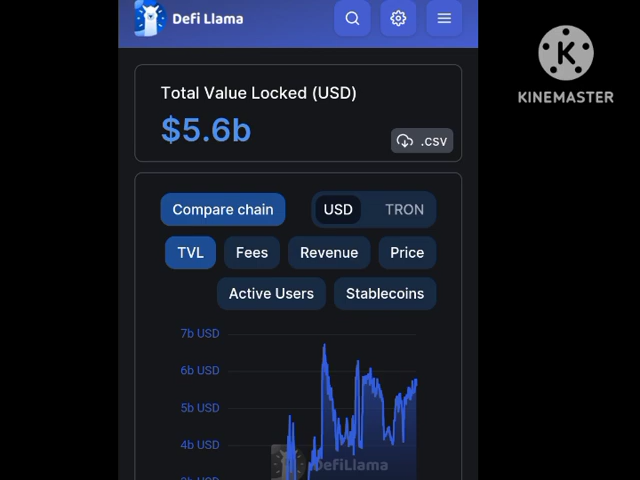 Defi Llama
KINEMASTER
Total Value Locked (USD)
$5.6b
.csv
Compare chain
USD
TRON
TVL
Fees
Revenue
Price
Active Users
Stablecoins
7b USD
6b USD
5b USD
4b USD
DefiLlama